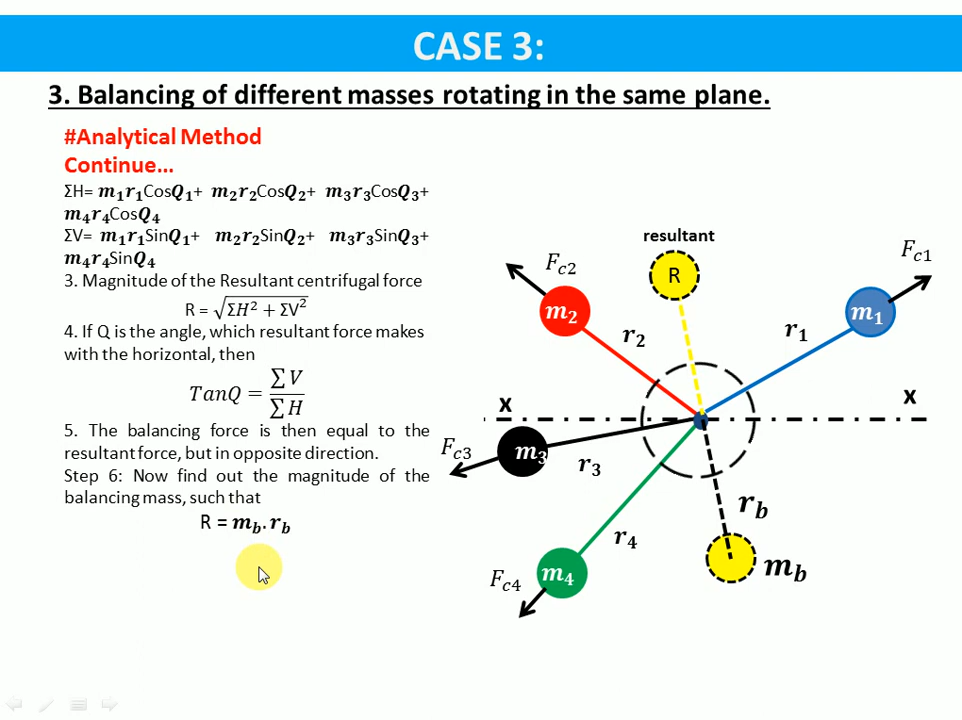 CASE 3:
3. Balancing of different masses rotating in the same plane.
#Analytical Method
Continue...
ΣH= m₁r₁CosQ₁+ m₂r₂CosQ₂+ m₃r₃CosQ₃+
m₄r₄CosQ₄
ΣV= m₁r₁SinQ₁+ m₂r₂SinQ₂+ m₃r₃SinQ₃+
m₄r₄SinQ₄
3. Magnitude of the Resultant centrifugal force
R = √(ΣH² + ΣV²)
4. If Q is the angle, which resultant force makes
with the horizontal, then
TanQ = ∑V / ∑H
5. The balancing force is then equal to the
resultant force, but in opposite direction.
Step 6: Now find out the magnitude of the
balancing mass, such that
R = m_b. r_b
resultant
R
F_c1
F_c2
m₂
m₁
r₂
r₁
X
X
F_c3
m₃
r₃
r_b
r₄
F_c4
m₄
m_b